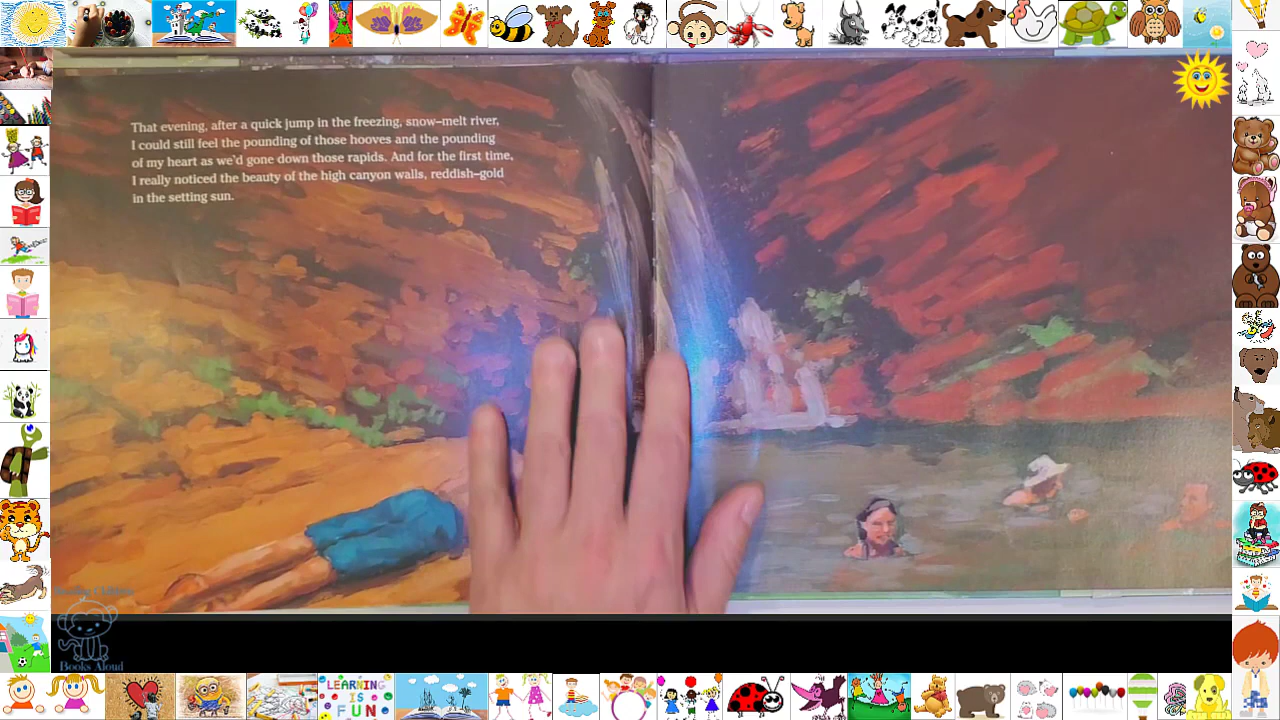 That evening, after a quick jump in the freezing, snow–melt river,
I could still feel the pounding of those hooves and the pounding
of my heart as we'd gone down those rapids. And for the first time,
I really noticed the beauty of the high canyon walls, reddish–gold
in the setting sun.
Books Aloud
LEARNING
IS
FUN